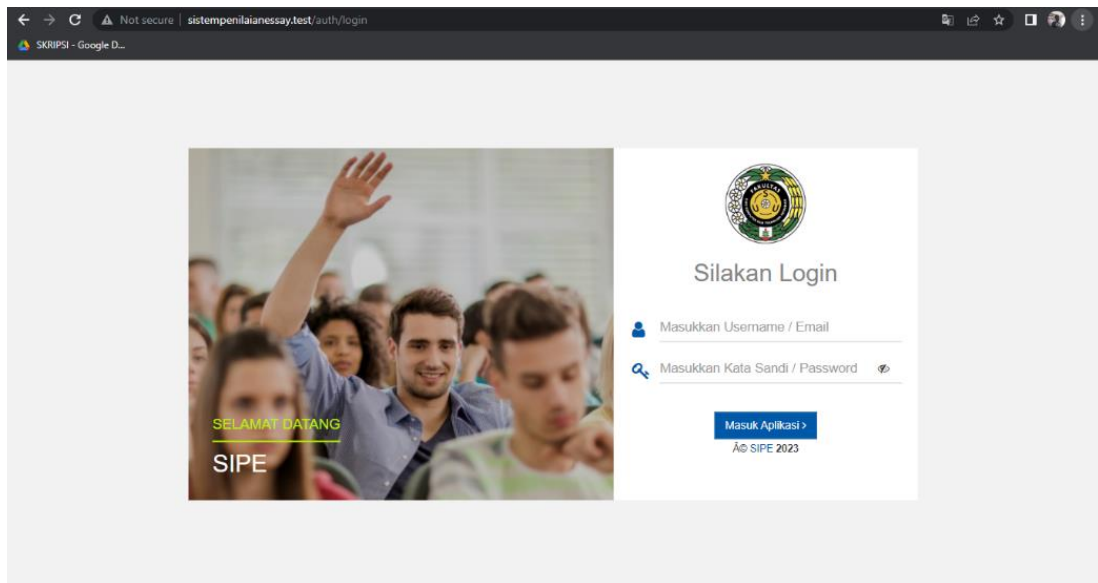 Not secure | sistempenilaianessay.test/auth/login
SKRIPSI - Google D...
SELAMAT DATANG
SIPE
FAKULTAS
Silakan Login
Masukkan Username / Email
Masukkan Kata Sandi / Password
Masuk Aplikasi >
Â© SIPE 2023